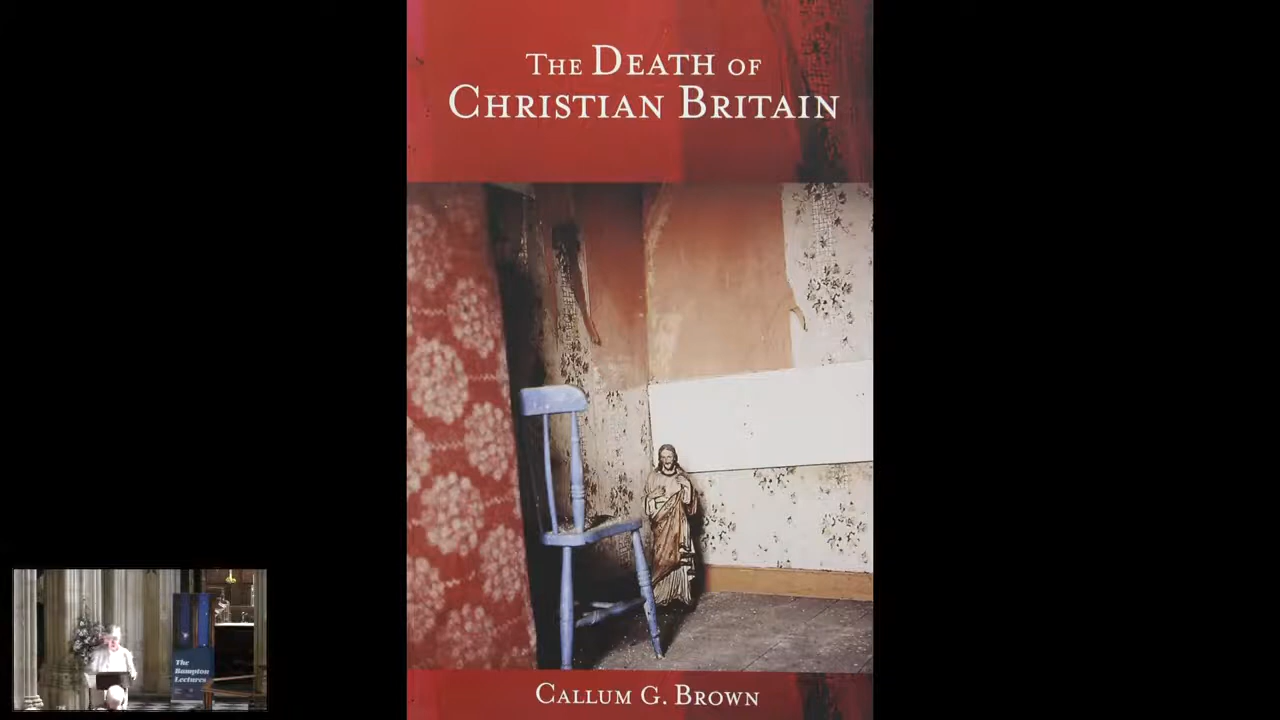 The Death of
Christian Britain
Callum G. Brown
The
Bampton
Lectures